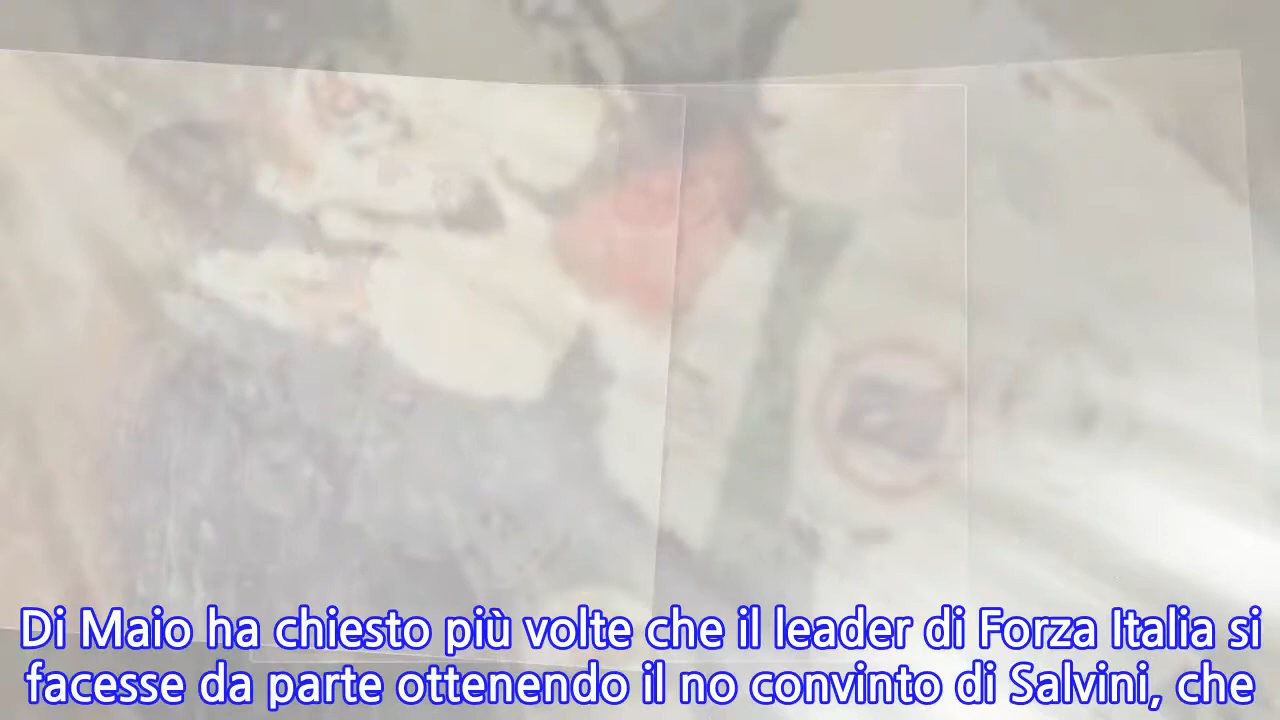 Di Maio ha chiesto più volte che il leader di Forza Italia si
facesse da parte ottenendo il no convinto di Salvini, che